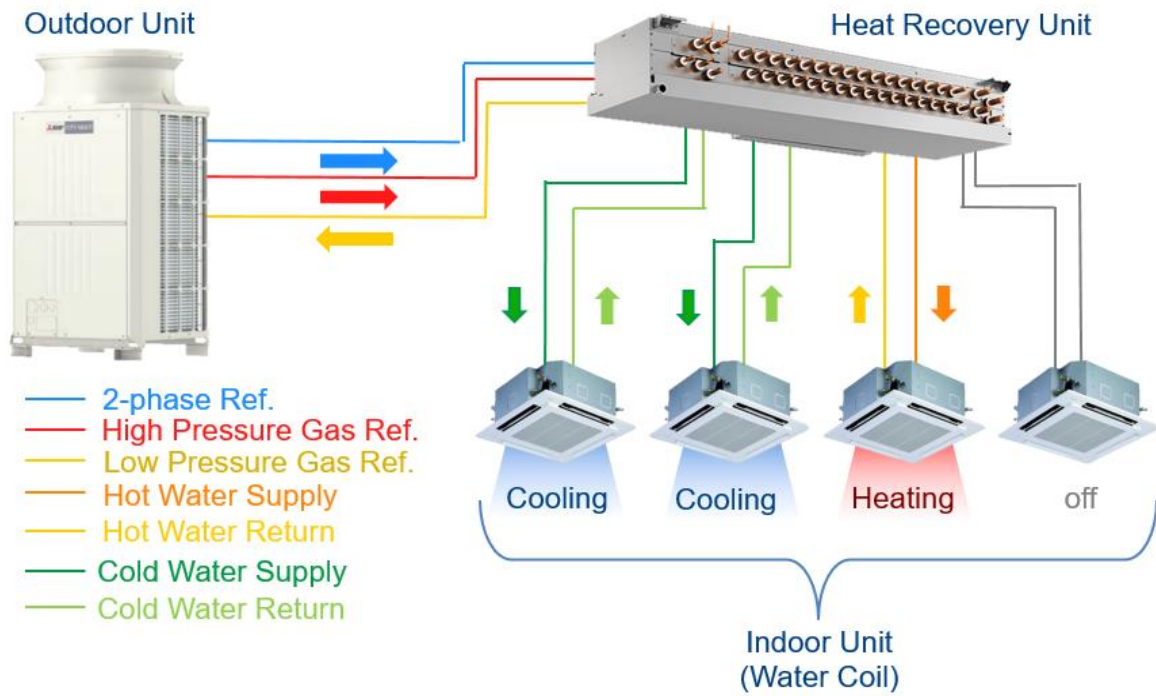 Outdoor Unit
Heat Recovery Unit
2-phase Ref.
High Pressure Gas Ref.
Low Pressure Gas Ref.
Hot Water Supply
Hot Water Return
Cold Water Supply
Cold Water Return
Cooling
Cooling
Heating
off
Indoor Unit
(Water Coil)